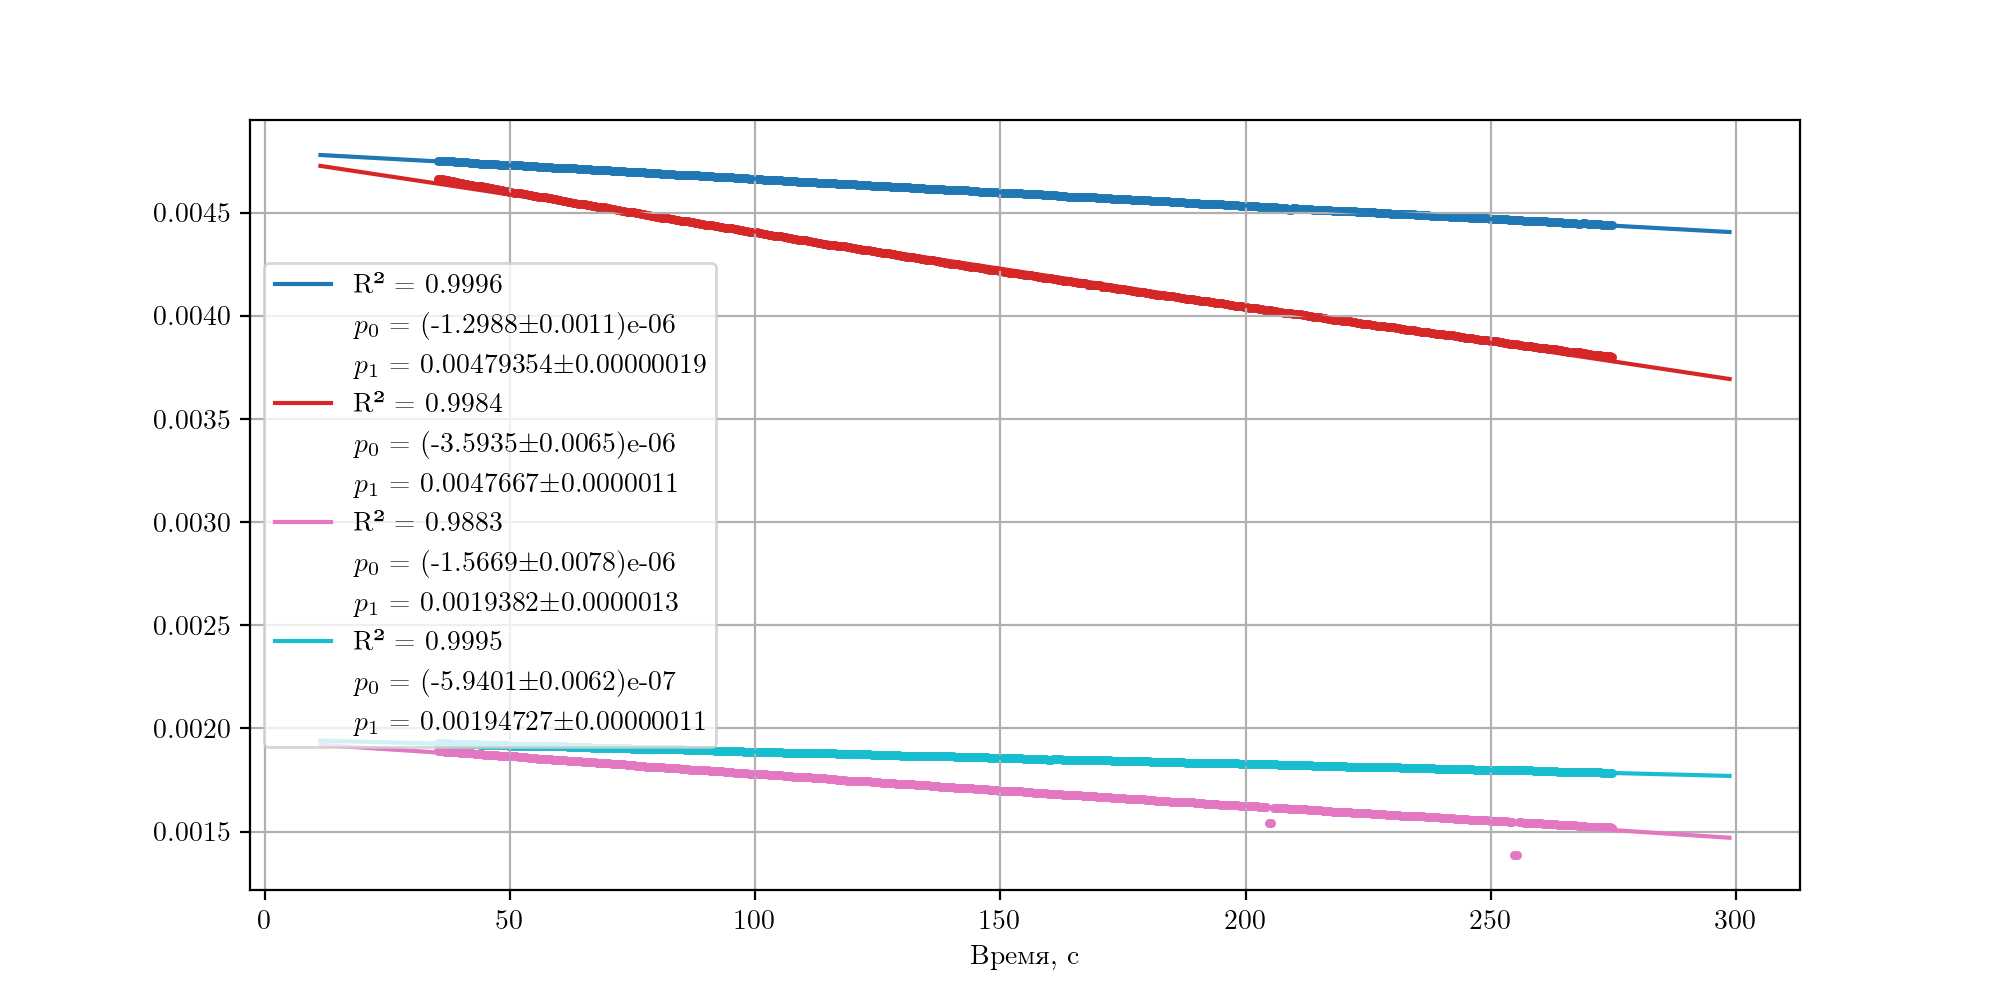 0.0045
0.0040
0.0035
0.0030
0.0025
0.0020
0.0015
R² = 0.9996
p₀ = (-1.2988±0.0011)e-06
p₁ = 0.00479354±0.00000019
R² = 0.9984
p₀ = (-3.5935±0.0065)e-06
p₁ = 0.0047667±0.0000011
R² = 0.9883
p₀ = (-1.5669±0.0078)e-06
p₁ = 0.0019382±0.0000013
R² = 0.9995
p₀ = (-5.9401±0.0062)e-07
p₁ = 0.00194727±0.00000011
0 50 100 150 200 250 300
Время, с